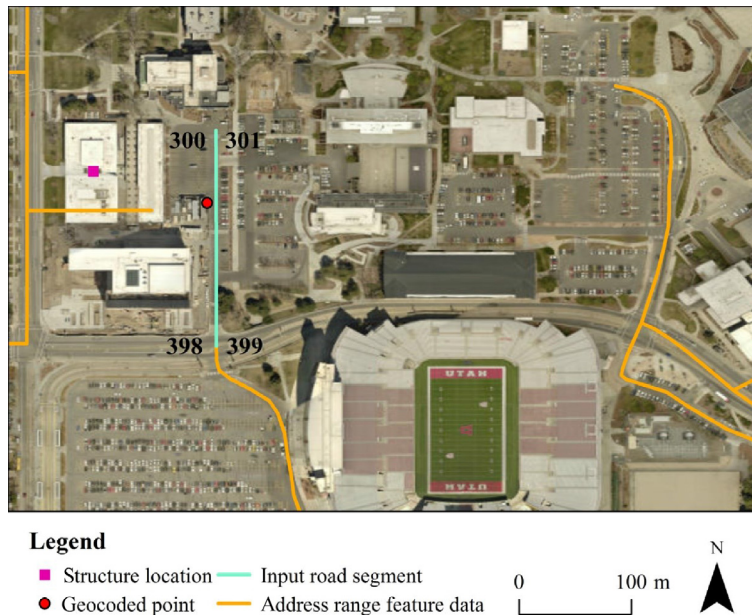 300 301
398 399
UTAH
UTAH
Legend
Structure location
Input road segment
Geocoded point
Address range feature data
0 100 m
N